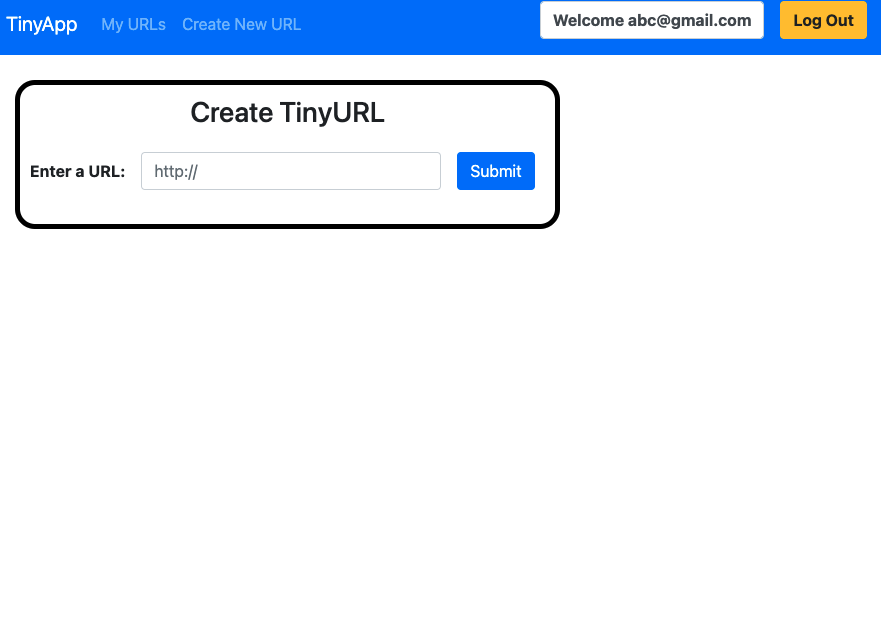 TinyApp My URLs Create New URL Welcome abc@gmail.com Log Out
Create TinyURL
Enter a URL: http:// Submit